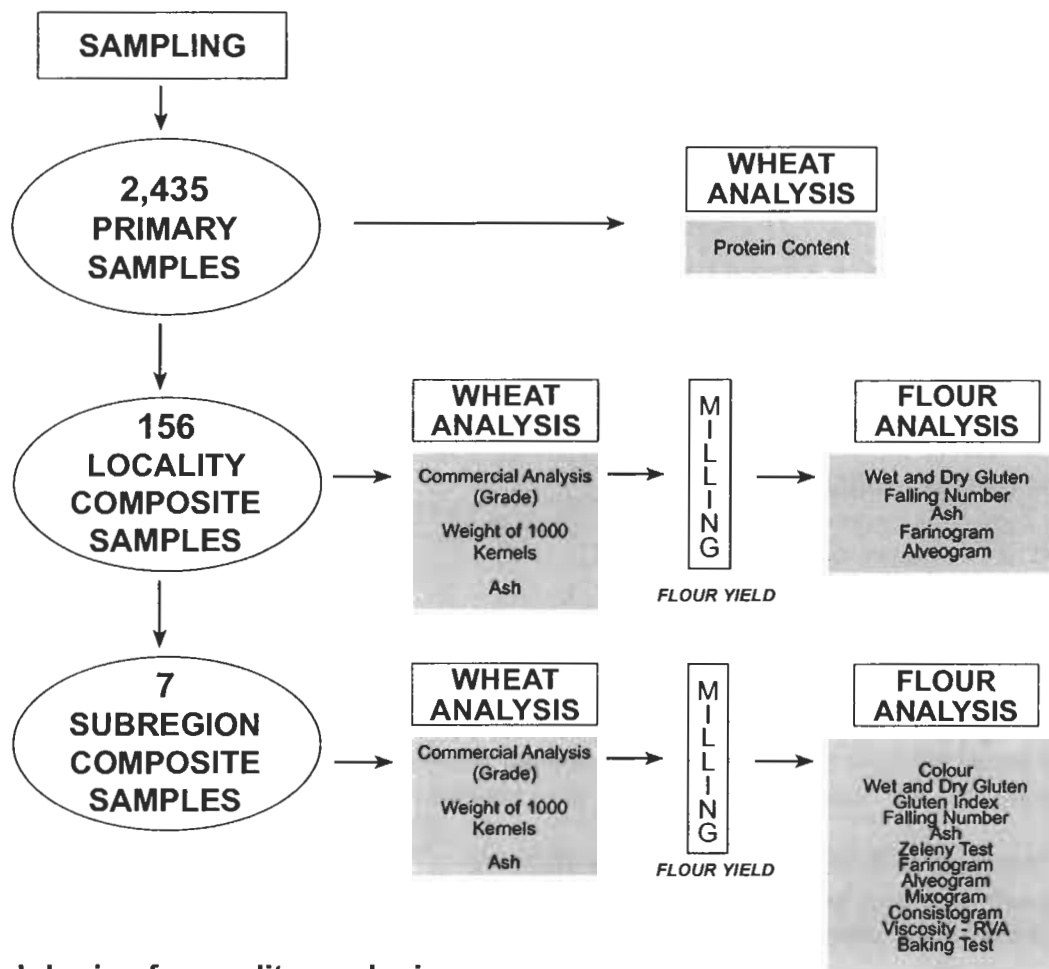 SAMPLING
2,435
PRIMARY
SAMPLES
WHEAT
ANALYSIS
Protein Content
156
LOCALITY
COMPOSITE
SAMPLES
WHEAT
ANALYSIS
Commercial Analysis
(Grade)
Weight of 1000
Kernels
Ash
MILLING
FLOUR YIELD
FLOUR
ANALYSIS
Wet and Dry Gluten
Falling Number
Ash
Farinogram
Alveogram
7
SUBREGION
COMPOSITE
SAMPLES
WHEAT
ANALYSIS
Commercial Analysis
(Grade)
Weight of 1000
Kernels
Ash
MILLING
FLOUR YIELD
FLOUR
ANALYSIS
Colour
Wet and Dry Gluten
Gluten Index
Falling Number
Ash
Zeleny Test
Farinogram
Alveogram
Mixogram
Consistogram
Viscosity - RVA
Baking Test